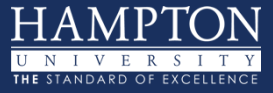 HAMPTON
UNIVERSITY
THE STANDARD OF EXCELLENCE